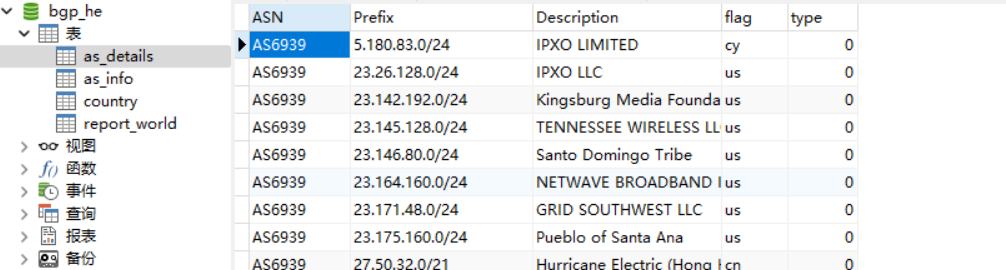 bgp_he
表
as_details
as_info
country
report_world
视图
函数
事件
查询
报表
备份
ASN Prefix Description flag type
AS6939 5.180.83.0/24 IPXO LIMITED cy 0
AS6939 23.26.128.0/24 IPXO LLC us 0
AS6939 23.142.192.0/24 Kingsburg Media Founda us 0
AS6939 23.145.128.0/24 TENNESSEE WIRELESS LL us 0
AS6939 23.146.80.0/24 Santo Domingo Tribe us 0
AS6939 23.164.160.0/24 NETWAVE BROADBAND I us 0
AS6939 23.171.48.0/24 GRID SOUTHWEST LLC us 0
AS6939 23.175.160.0/24 Pueblo of Santa Ana us 0
AS6939 27.50.32.0/21 Hurricane Electric (Hong cn 0